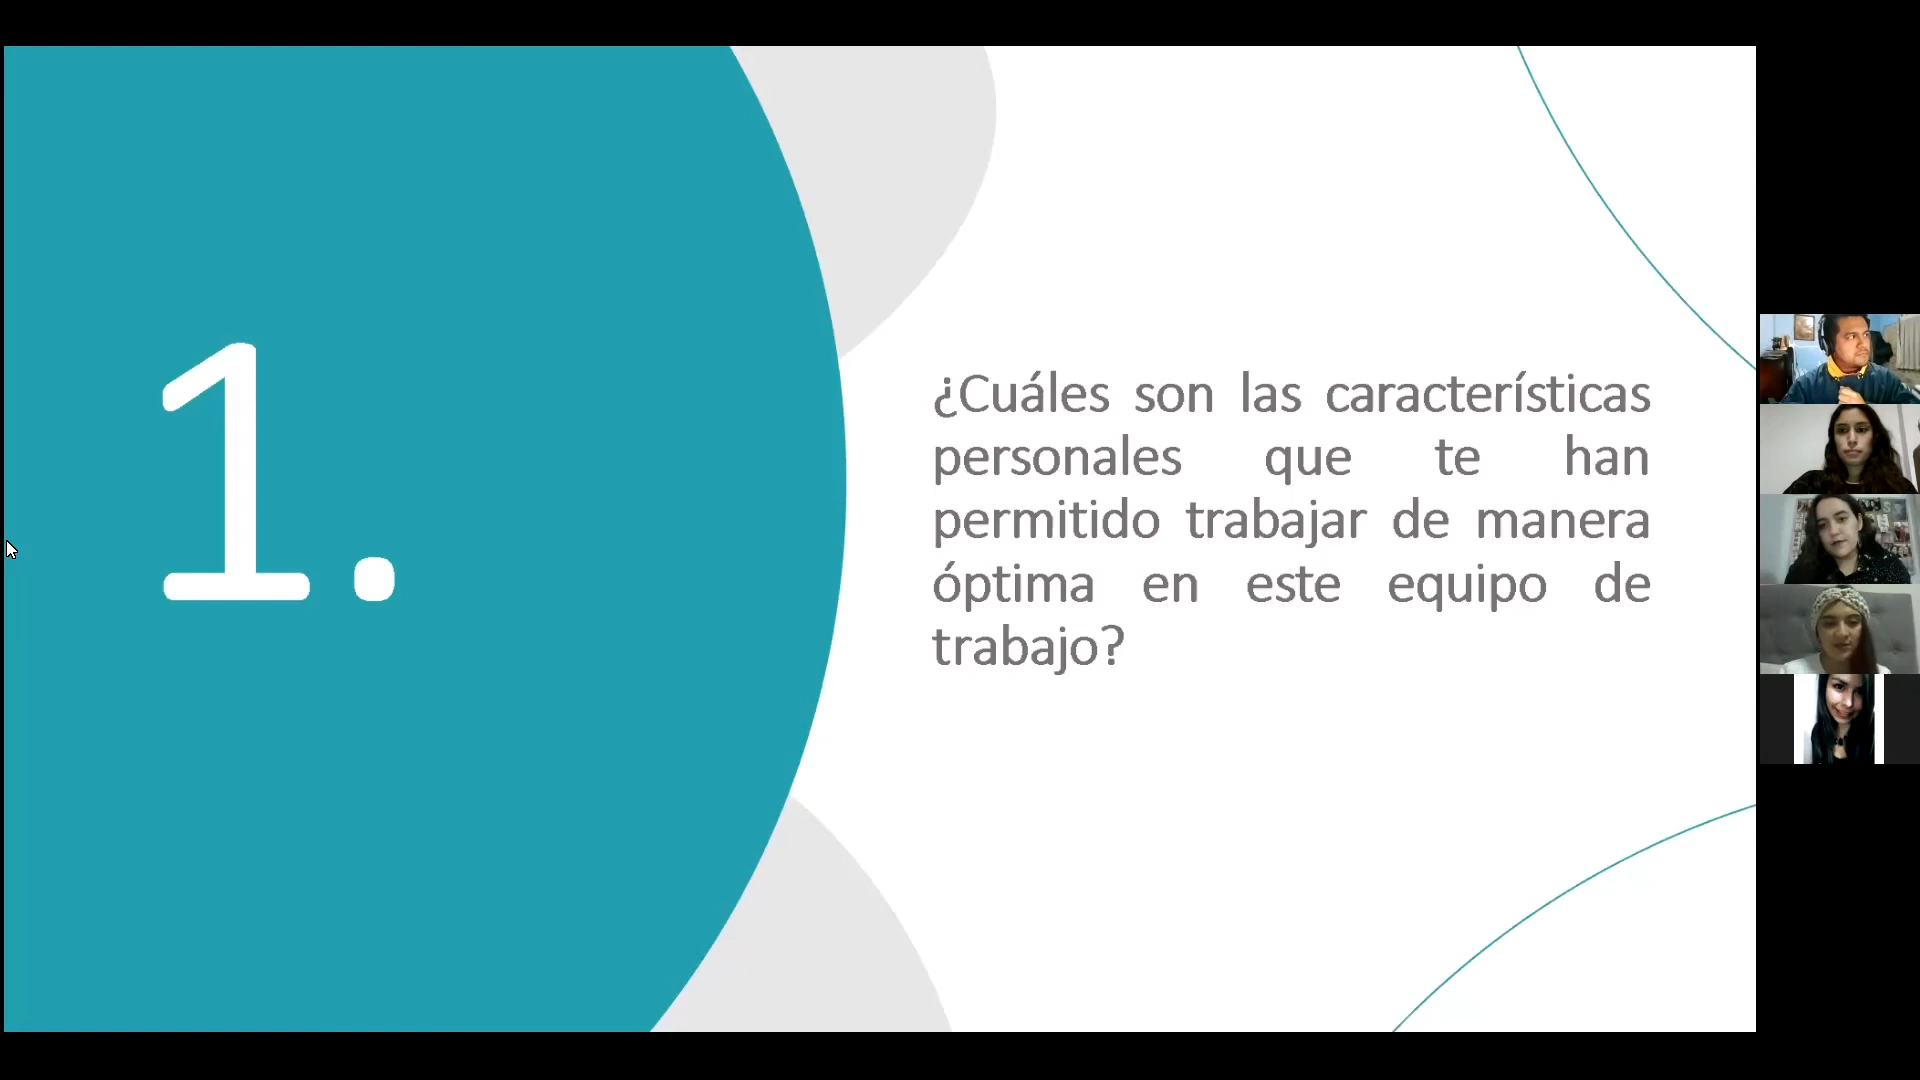 1.
¿Cuáles son las características
personales que te han
permitido trabajar de manera
óptima en este equipo de
trabajo?